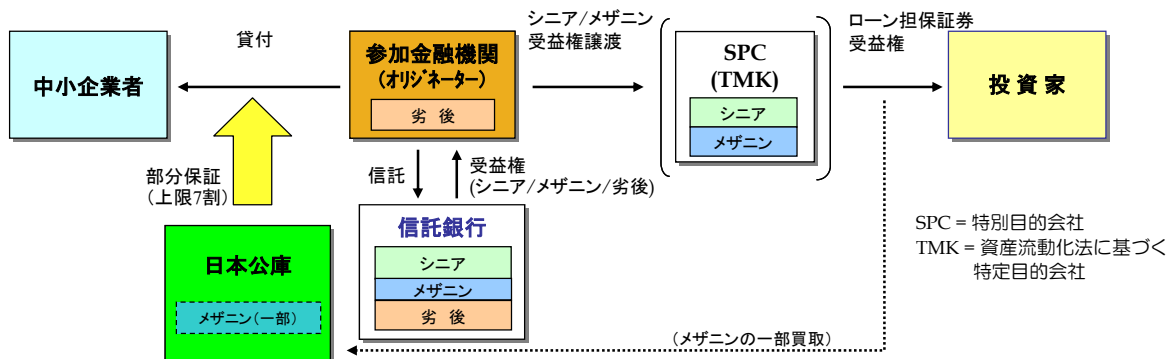 中小企業者
貸付
参加金融機関
(オリジネーター)
劣 後
シニア/メザニン
受益権譲渡
SPC
(TMK)
シニア
メザニン
ローン担保証券
受益権
投 資 家
部分保証
(上限7割)
信託
受益権
(シニア/メザニン/劣後)
信託銀行
シニア
メザニン
劣 後
日本公庫
メザニン(一部)
SPC = 特別目的会社
TMK = 資産流動化法に基づく
特定目的会社
(メザニンの一部買取)